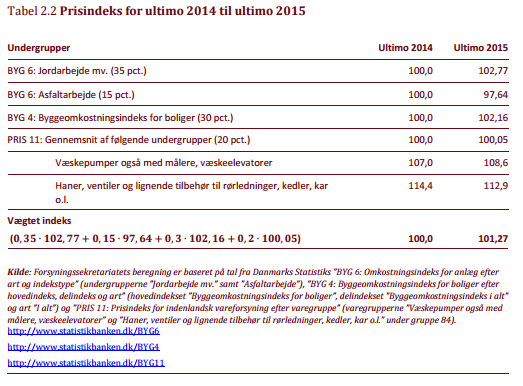 Tabel 2.2 Prisindeks for ultimo 2014 til ultimo 2015
Undergrupper Ultimo 2014 Ultimo 2015
BYG 6: Jordarbejde mv. (35 pct.) 100,0 102,77
BYG 6: Asfaltarbejde (15 pct.) 100,0 97,64
BYG 4: Byggeomkostningsindeks for boliger (30 pct.) 100,0 102,16
PRIS 11: Gennemsnit af følgende undergrupper (20 pct.) 100,0 100,05
Væskepumper også med målere, væskeelevatorer 107,0 108,6
Haner, ventiler og lignende tilbehør til rørledninger, kedler, kar 114,4 112,9
o.l.
Vægtet indeks
(0, 35 · 102, 77 + 0, 15 · 97, 64 + 0, 3 · 102, 16 + 0, 2 · 100, 05) 100,0 101,27
Kilde: Forsyningssekretariatets beregning er baseret på tal fra Danmarks Statistiks "BYG 6: Omkostningsindeks for anlæg efter
art og indekstype" (undergrupperne "Jordarbejde mv." samt "Asfaltarbejde"), "BYG 4: Byggeomkostningsindeks for boliger efter
hovedindeks, delindeks og art" (hovedindekset "Byggeomkostningsindeks for boliger", delindekset "Byggeomkostningsindeks i alt"
og art "I alt") og "PRIS 11: Prisindeks for indenlandsk vareforsyning efter varegruppe" (varegrupperne "Væskepumper også med
målere, væskeelevatorer" og "Haner, ventiler og lignende tilbehør til rørledninger, kedler, kar o.l." under gruppe 84).
http://www.statistikbanken.dk/BYG6
http://www.statistikbanken.dk/BYG4
http://www.statistikbanken.dk/BYG11